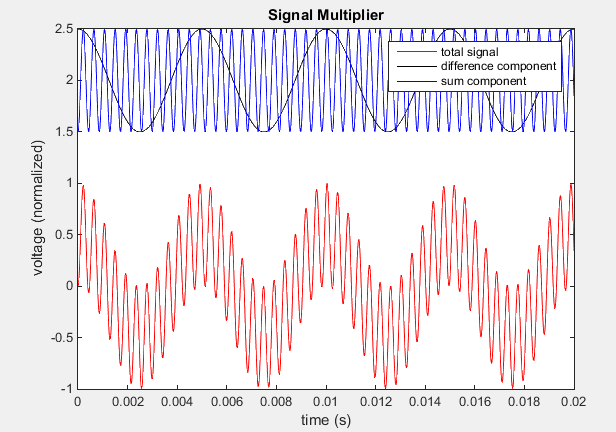 Signal Multiplier
total signal
difference component
sum component
voltage (normalized)
2.5
2
1.5
1
0.5
0
-0.5
-1
0 0.002 0.004 0.006 0.008 0.01 0.012 0.014 0.016 0.018 0.02
time (s)